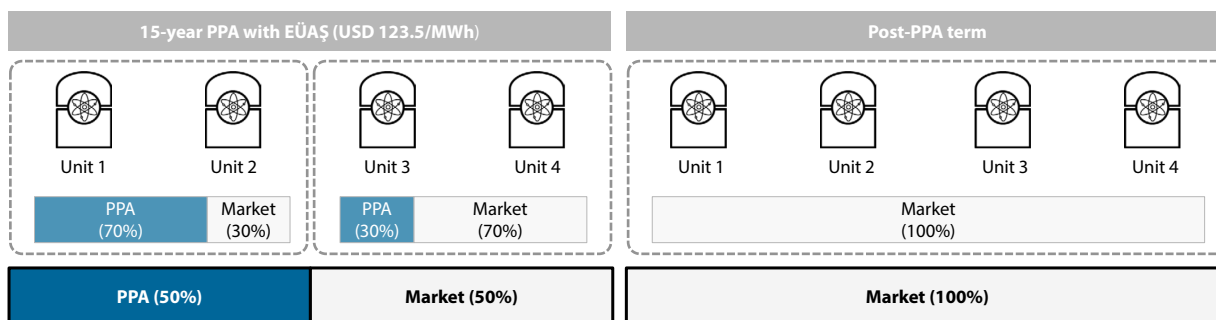 15-year PPA with EÜAŞ (USD 123.5/MWh)
Post-PPA term
Unit 1
Unit 2
Unit 3
Unit 4
Unit 1
Unit 2
Unit 3
Unit 4
PPA
(70%)
Market
(30%)
PPA
(30%)
Market
(70%)
Market
(100%)
PPA (50%)
Market (50%)
Market (100%)